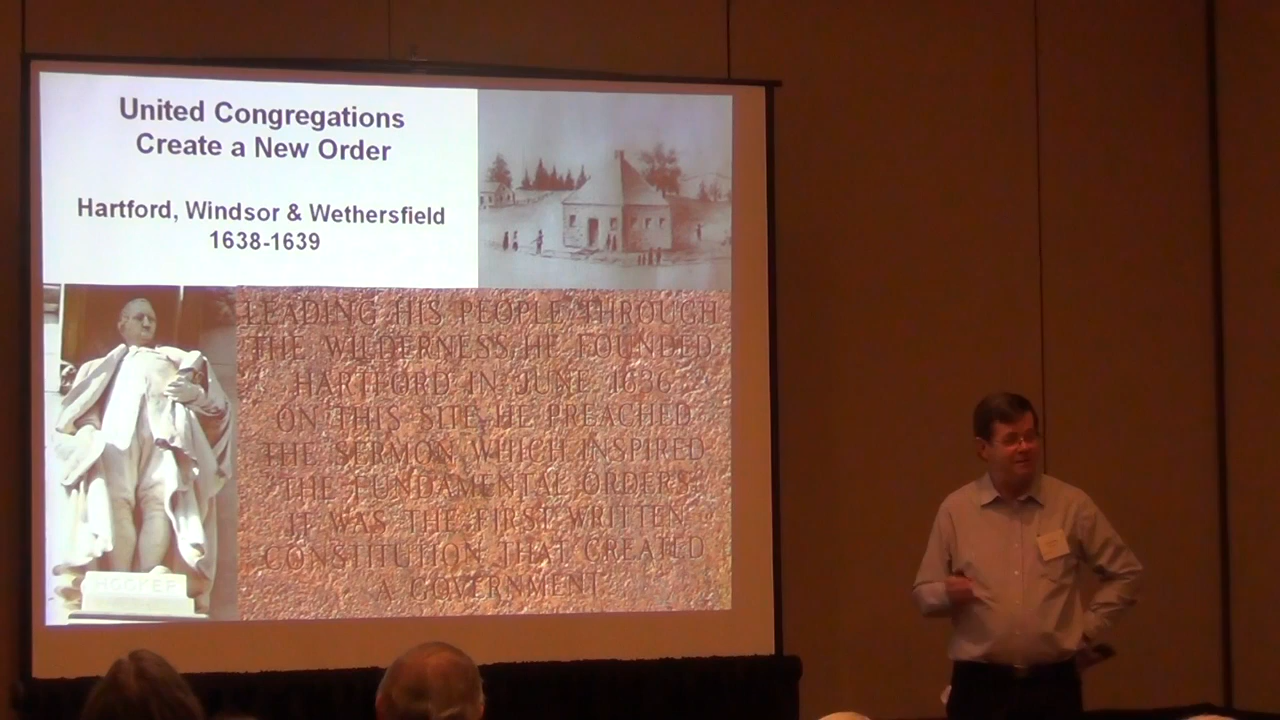 United Congregations
Create a New Order
Hartford, Windsor & Wethersfield
1638-1639
LEADING HIS PEOPLE THROUGH
THE WILDERNESS HE FOUNDED
HARTFORD IN JUNE 1636
ON THIS SITE HE PREACHED
THE SERMON WHICH INSPIRED
THE FUNDAMENTAL ORDERS
IT WAS THE FIRST WRITTEN
CONSTITUTION THAT CREATED
A GOVERNMENT
HOOKER